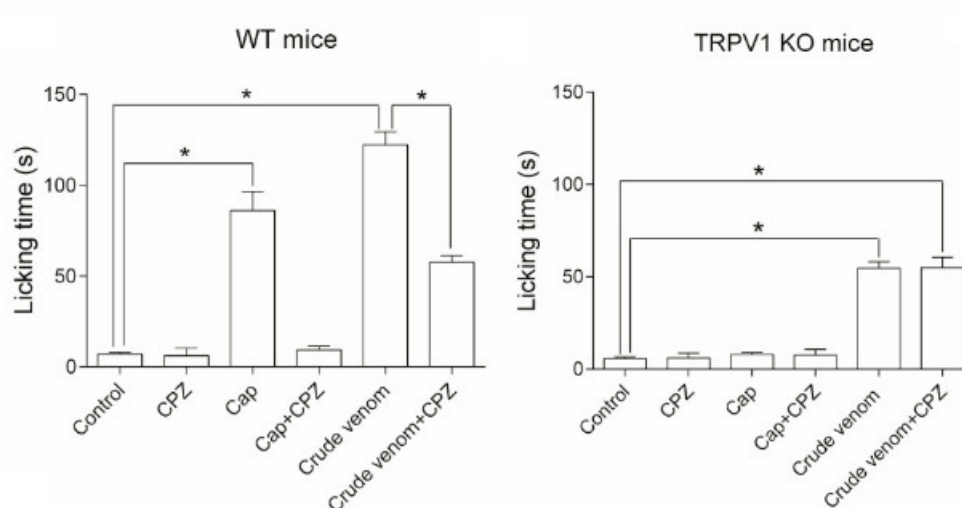 WT mice
Licking time (s)
150
100
50
0
*
*
*
Control
CPZ
Cap
Cap+CPZ
Crude venom
Crude venom+CPZ
TRPV1 KO mice
Licking time (s)
150
100
50
0
*
*
Control
CPZ
Cap
Cap+CPZ
Crude venom
Crude venom+CPZ